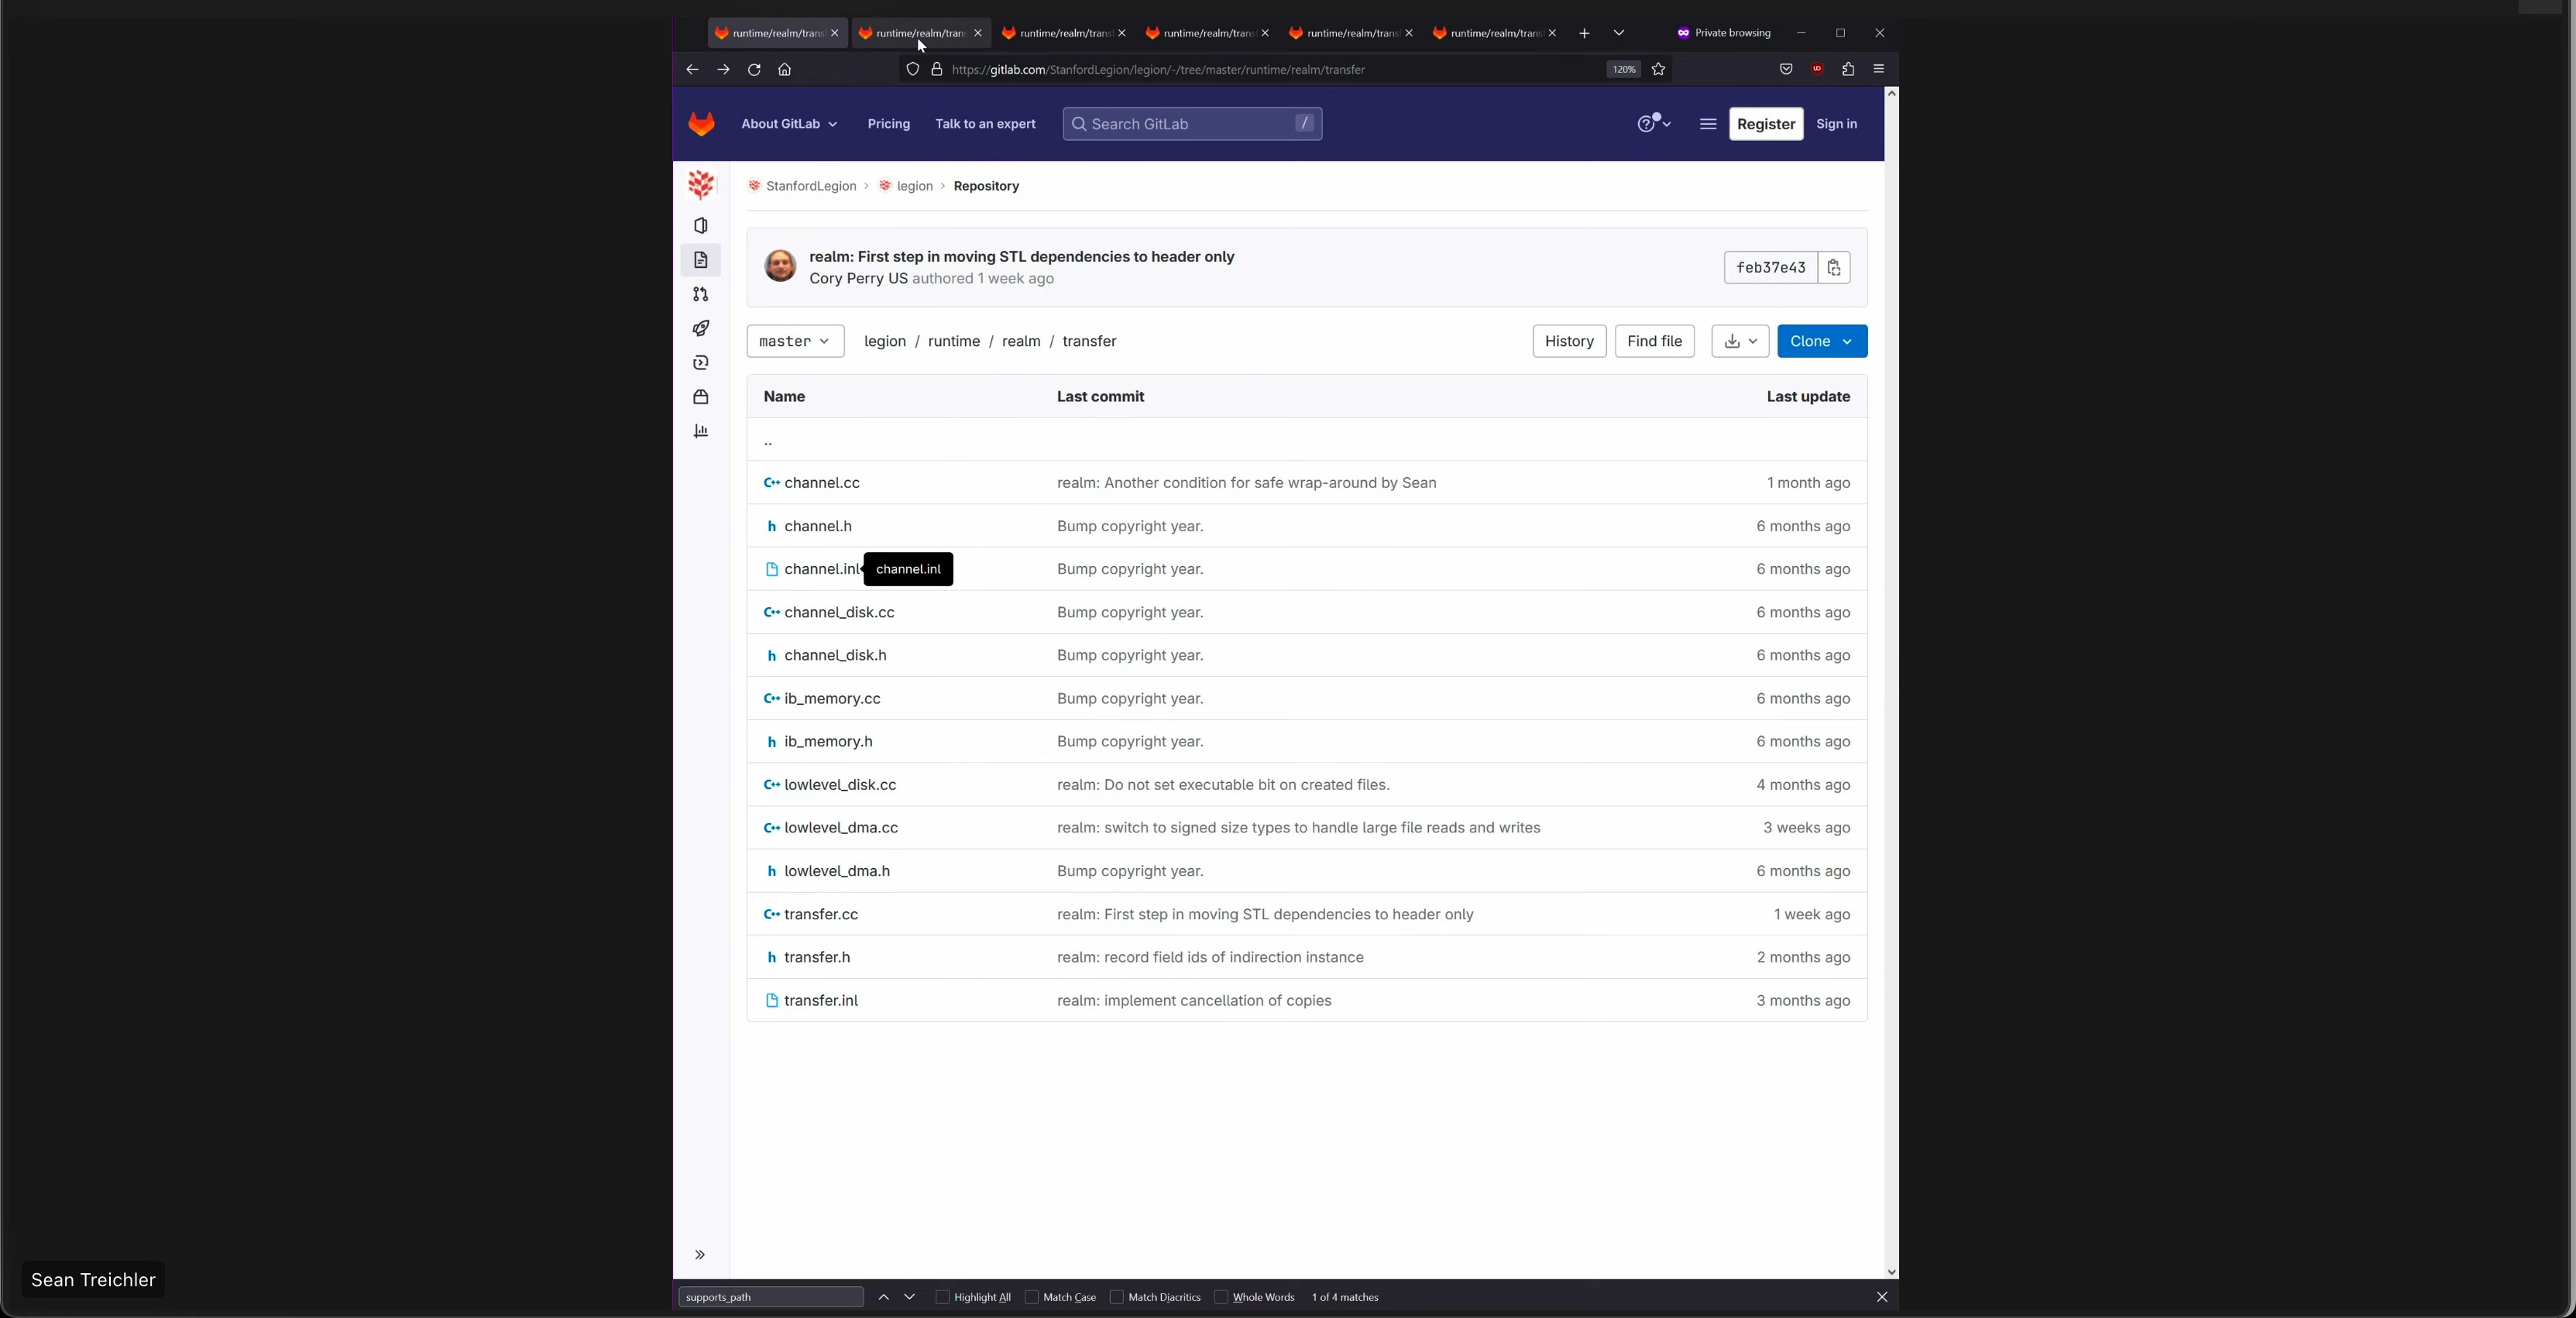 runtime/realm/trans
runtime/realm/tran
runtime/realm/trans
runtime/realm/trans
runtime/realm/trans
runtime/realm/trans
Private browsing
https://gitlab.com/StanfordLegion/legion/-/tree/master/runtime/realm/transfer
120%
About GitLab
Pricing
Talk to an expert
Search GitLab
/
Register
Sign in
StanfordLegion > legion > Repository
realm: First step in moving STL dependencies to header only
Cory Perry US authored 1 week ago
feb37e43
master
legion / runtime / realm / transfer
History
Find file
Clone
Name Last commit Last update
..
channel.cc realm: Another condition for safe wrap-around by Sean 1 month ago
channel.h Bump copyright year. 6 months ago
channel.inl channel.inl Bump copyright year. 6 months ago
channel_disk.cc Bump copyright year. 6 months ago
channel_disk.h Bump copyright year. 6 months ago
ib_memory.cc Bump copyright year. 6 months ago
ib_memory.h Bump copyright year. 6 months ago
lowlevel_disk.cc realm: Do not set executable bit on created files. 4 months ago
lowlevel_dma.cc realm: switch to signed size types to handle large file reads and writes 3 weeks ago
lowlevel_dma.h Bump copyright year. 6 months ago
transfer.cc realm: First step in moving STL dependencies to header only 1 week ago
transfer.h realm: record field ids of indirection instance 2 months ago
transfer.inl realm: implement cancellation of copies 3 months ago
Sean Treichler
supports_path
Highlight All
Match Case
Match Diacritics
Whole Words
1 of 4 matches